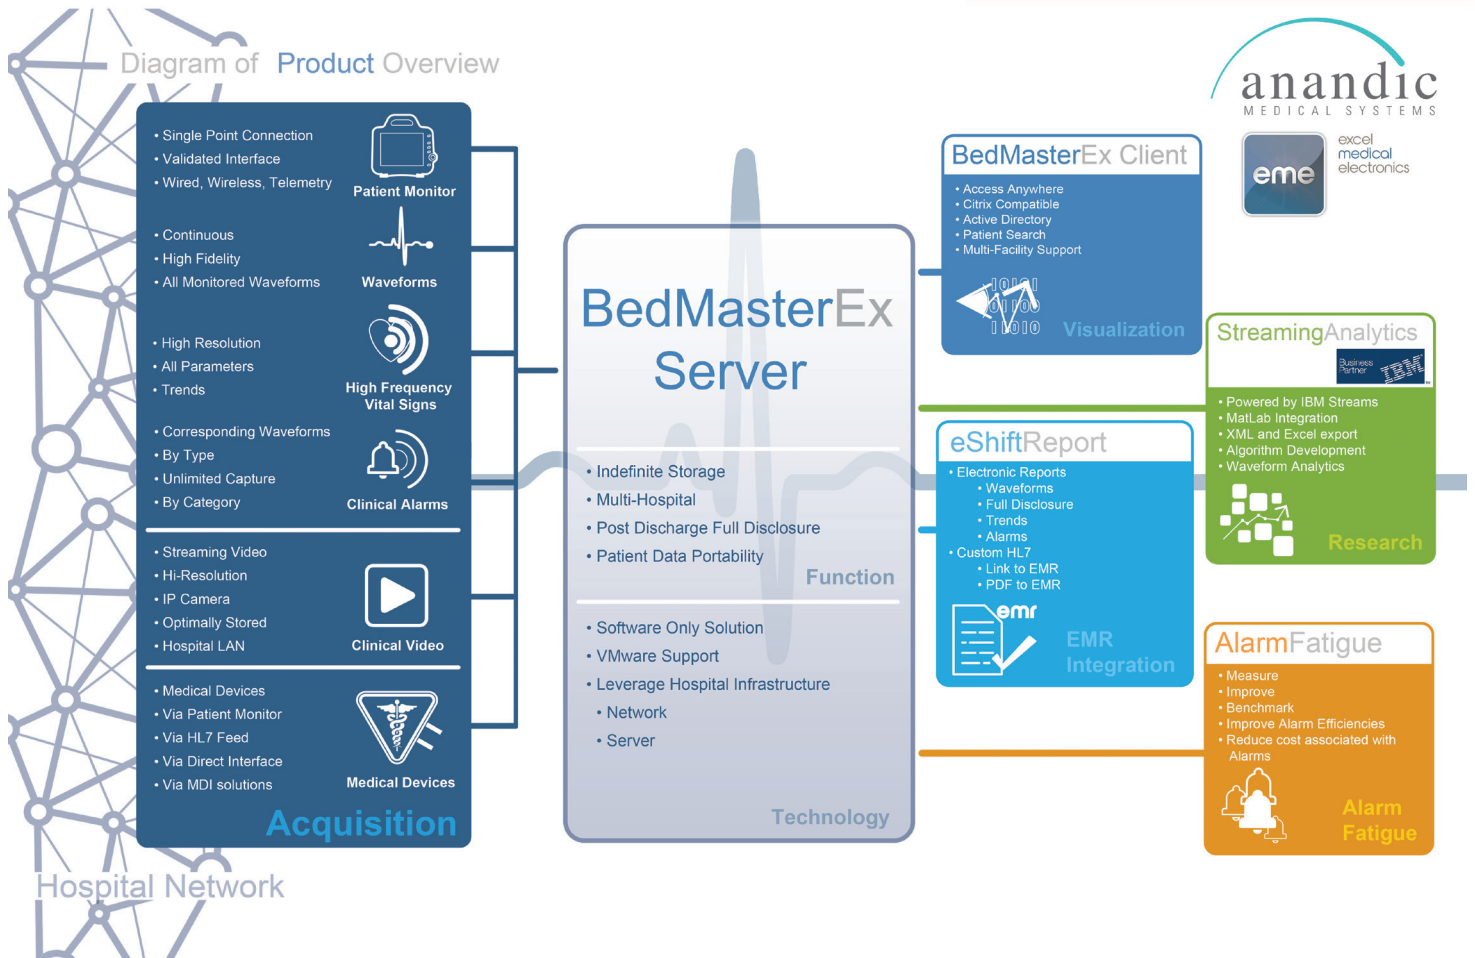 Diagram of Product Overview
• Single Point Connection
• Validated Interface
• Wired, Wireless, Telemetry
Patient Monitor
• Continuous
• High Fidelity
• All Monitored Waveforms
Waveforms
• High Resolution
• All Parameters
• Trends
High Frequency
Vital Signs
• Corresponding Waveforms
• By Type
• Unlimited Capture
• By Category
Clinical Alarms
• Streaming Video
• Hi-Resolution
• IP Camera
• Optimally Stored
• Hospital LAN
Clinical Video
• Medical Devices
• Via Patient Monitor
• Via HL7 Feed
• Via Direct Interface
• Via MDI solutions
Medical Devices
Acquisition
Hospital Network
BedMasterEx
Server
• Indefinite Storage
• Multi-Hospital
• Post Discharge Full Disclosure
• Patient Data Portability
Function
• Software Only Solution
• VMware Support
• Leverage Hospital Infrastructure
• Network
• Server
Technology
BedMasterEx Client
• Access Anywhere
• Citrix Compatible
• Active Directory
• Patient Search
• Multi-Facility Support
10101
01100
11010
Visualization
eShiftReport
• Electronic Reports
• Waveforms
• Full Disclosure
• Trends
• Alarms
• Custom HL7
• Link to EMR
• PDF to EMR
emr
EMR
Integration
anandic
MEDICAL SYSTEMS
eme
excel
medical
electronics
StreamingAnalytics
Business
Partner
IBM
• Powered by IBM Streams
• MatLab Integration
• XML and Excel export
• Algorithm Development
• Waveform Analytics
Research
AlarmFatigue
• Measure
• Improve
• Benchmark
• Improve Alarm Efficiencies
• Reduce cost associated with
Alarms
Alarm
Fatigue